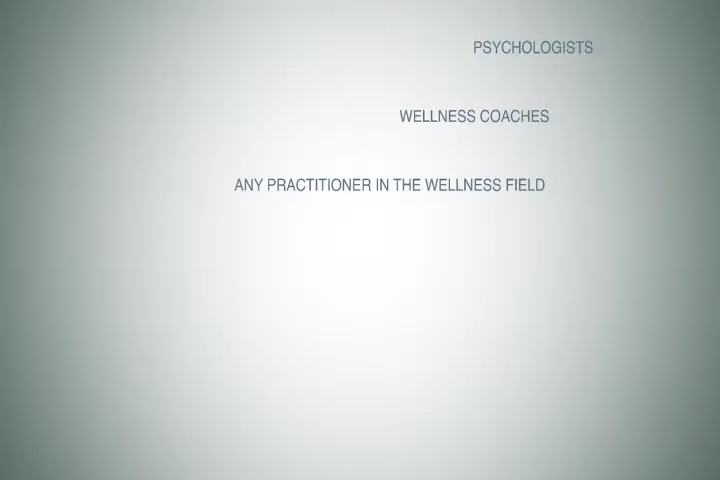 PSYCHOLOGISTS
WELLNESS COACHES
ANY PRACTITIONER IN THE WELLNESS FIELD